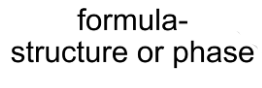 formula-
structure or phase